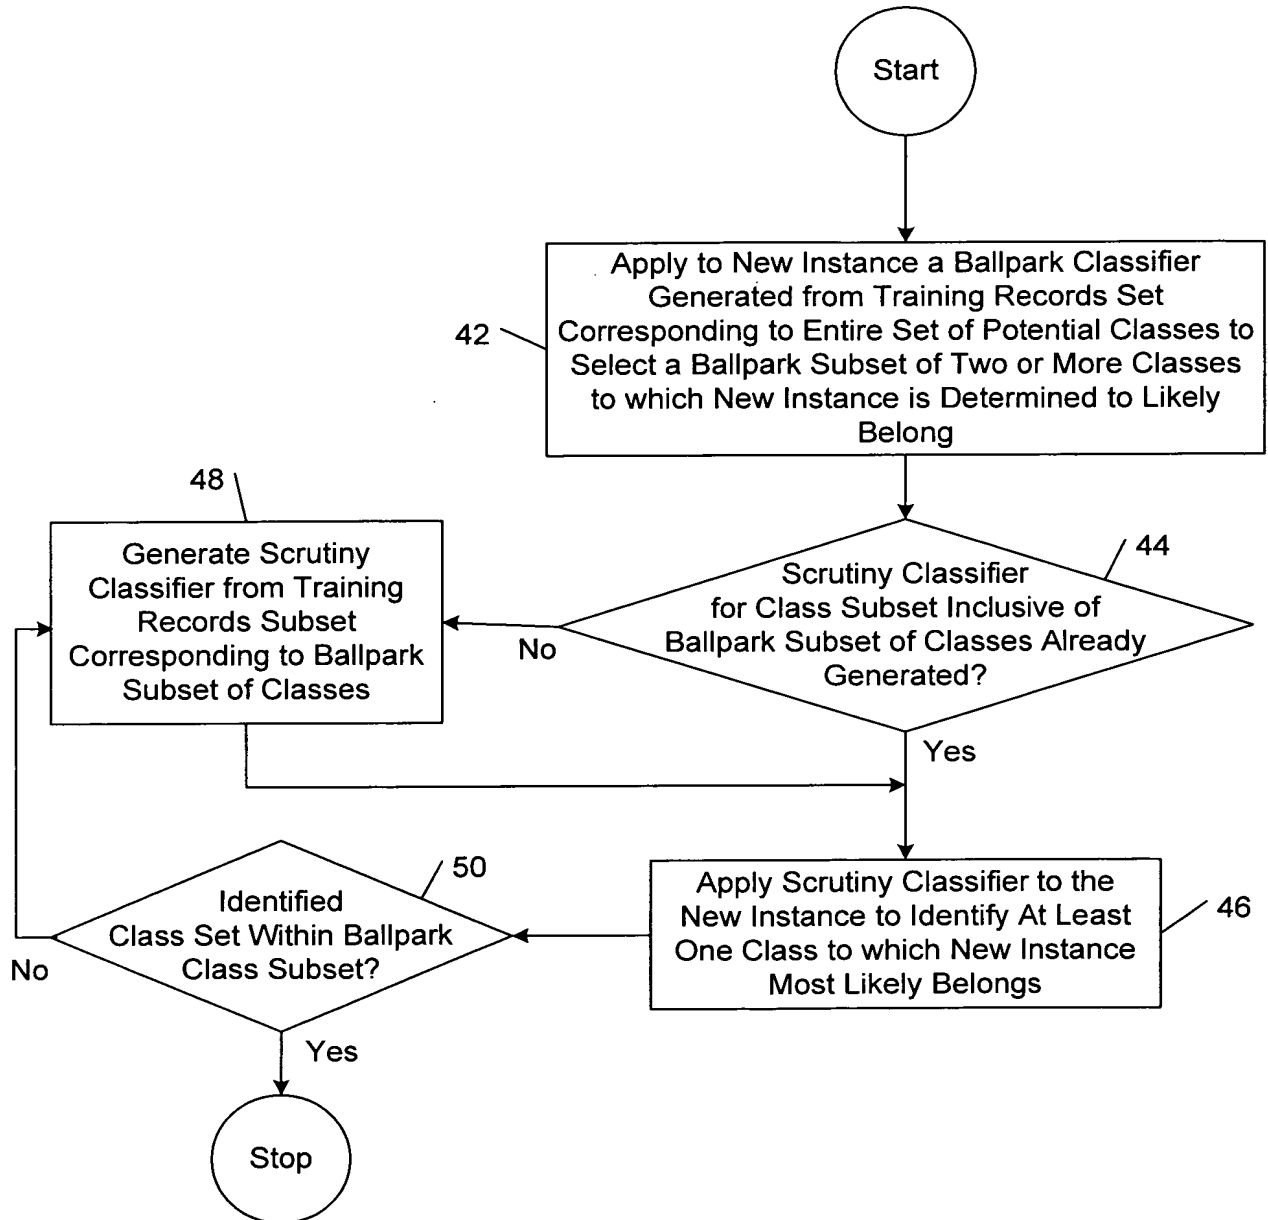 Start
Apply to New Instance a Ballpark Classifier
Generated from Training Records Set
Corresponding to Entire Set of Potential Classes to
Select a Ballpark Subset of Two or More Classes
to which New Instance is Determined to Likely
Belong
42
48
Generate Scrutiny
Classifier from Training
Records Subset
Corresponding to Ballpark
Subset of Classes
44
Scrutiny Classifier
for Class Subset Inclusive of
Ballpark Subset of Classes Already
Generated?
No
Yes
50
Identified
Class Set Within Ballpark
Class Subset?
No
Yes
Apply Scrutiny Classifier to the
New Instance to Identify At Least
One Class to which New Instance
Most Likely Belongs
46
Stop